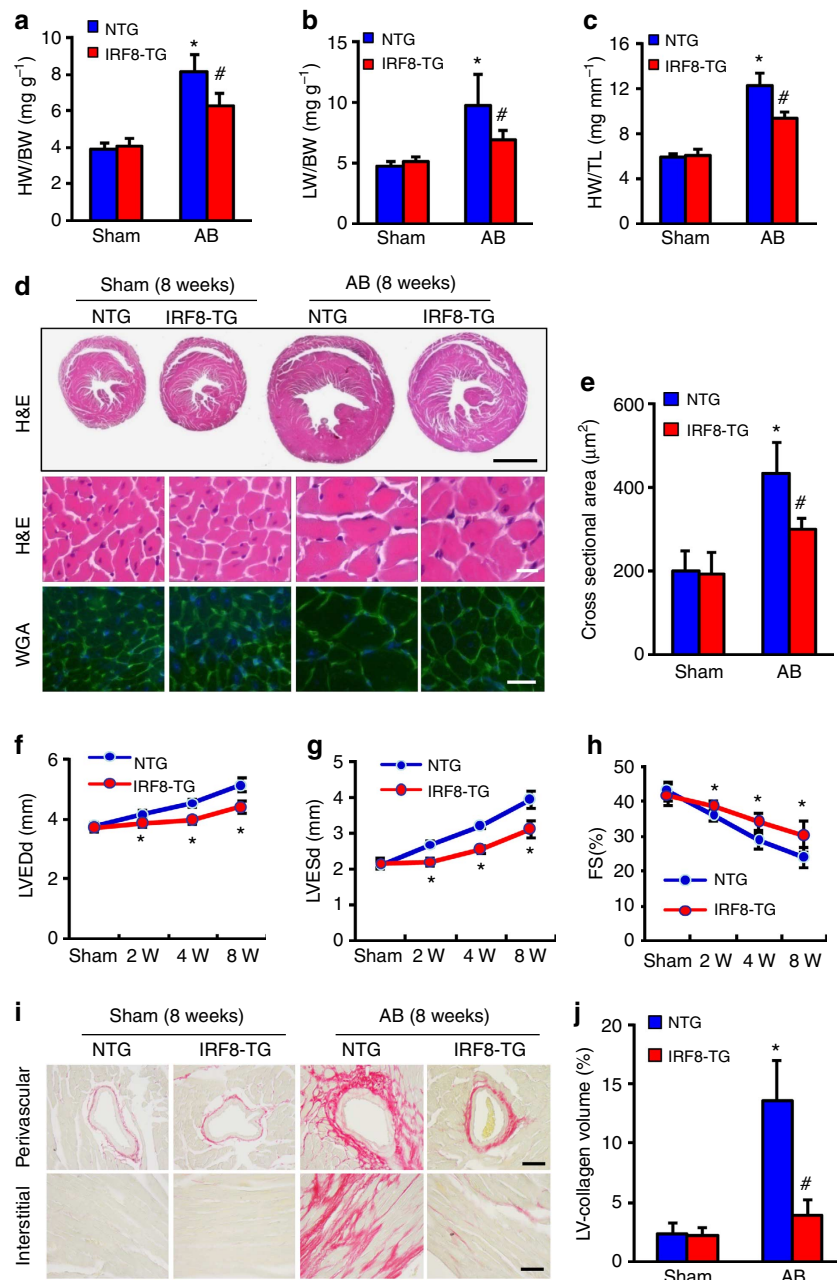 a
NTG
IRF8-TG
HW/BW (mg g⁻¹)
10
8
6
4
2
0
*
#
Sham AB
b
NTG
IRF8-TG
LW/BW (mg g⁻¹)
15
10
5
0
*
#
Sham AB
c
NTG
IRF8-TG
HW/TL (mg mm⁻¹)
16
12
8
4
0
*
#
Sham AB
d
Sham (8 weeks) AB (8 weeks)
NTG IRF8-TG NTG IRF8-TG
H&E
H&E
WGA
e
NTG
IRF8-TG
Cross sectional area (μm²)
600
400
200
0
*
#
Sham AB
f
NTG
IRF8-TG
LVEDd (mm)
6
4
2
0
* * *
Sham 2 W 4 W 8 W
g
NTG
IRF8-TG
LVESd (mm)
5
4
3
2
1
0
* * *
Sham 2 W 4 W 8 W
h
FS(%)
50
40
30
20
10
0
* * *
NTG
IRF8-TG
Sham 2 W 4 W 8 W
i
Sham (8 weeks) AB (8 weeks)
NTG IRF8-TG NTG IRF8-TG
Perivascular
Interstitial
j
NTG
IRF8-TG
LV-collagen volume (%)
20
15
10
5
0
*
#
Sham AB